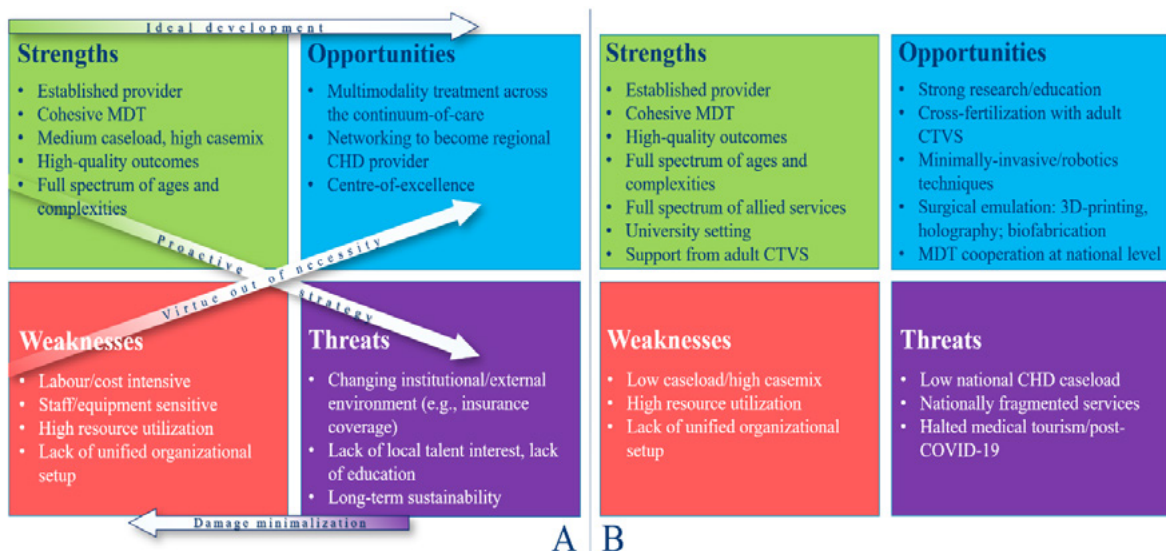 Ideal development
Strengths
• Established provider
• Cohesive MDT
• Medium caseload, high casemix
• High-quality outcomes
• Full spectrum of ages and
complexities
Opportunities
• Multimodality treatment across
the continuum-of-care
• Networking to become regional
CHD provider
• Centre-of-excellence
Proactive strategy
Virtue out of necessity
Weaknesses
• Labour/cost intensive
• Staff/equipment sensitive
• High resource utilization
• Lack of unified organizational
setup
Threats
• Changing institutional/external
environment (e.g., insurance
coverage)
• Lack of local talent interest, lack
of education
• Long-term sustainability
Damage minimalization
A
Strengths
• Established provider
• Cohesive MDT
• High-quality outcomes
• Full spectrum of ages and
complexities
• Full spectrum of allied services
• University setting
• Support from adult CTVS
Opportunities
• Strong research/education
• Cross-fertilization with adult
CTVS
• Minimally-invasive/robotics
techniques
• Surgical emulation: 3D-printing,
holography; biofabrication
• MDT cooperation at national level
Weaknesses
• Low caseload/high casemix
• High resource utilization
• Lack of unified organizational
setup
Threats
• Low national CHD caseload
• Nationally fragmented services
• Halted medical tourism/post-
COVID-19
B